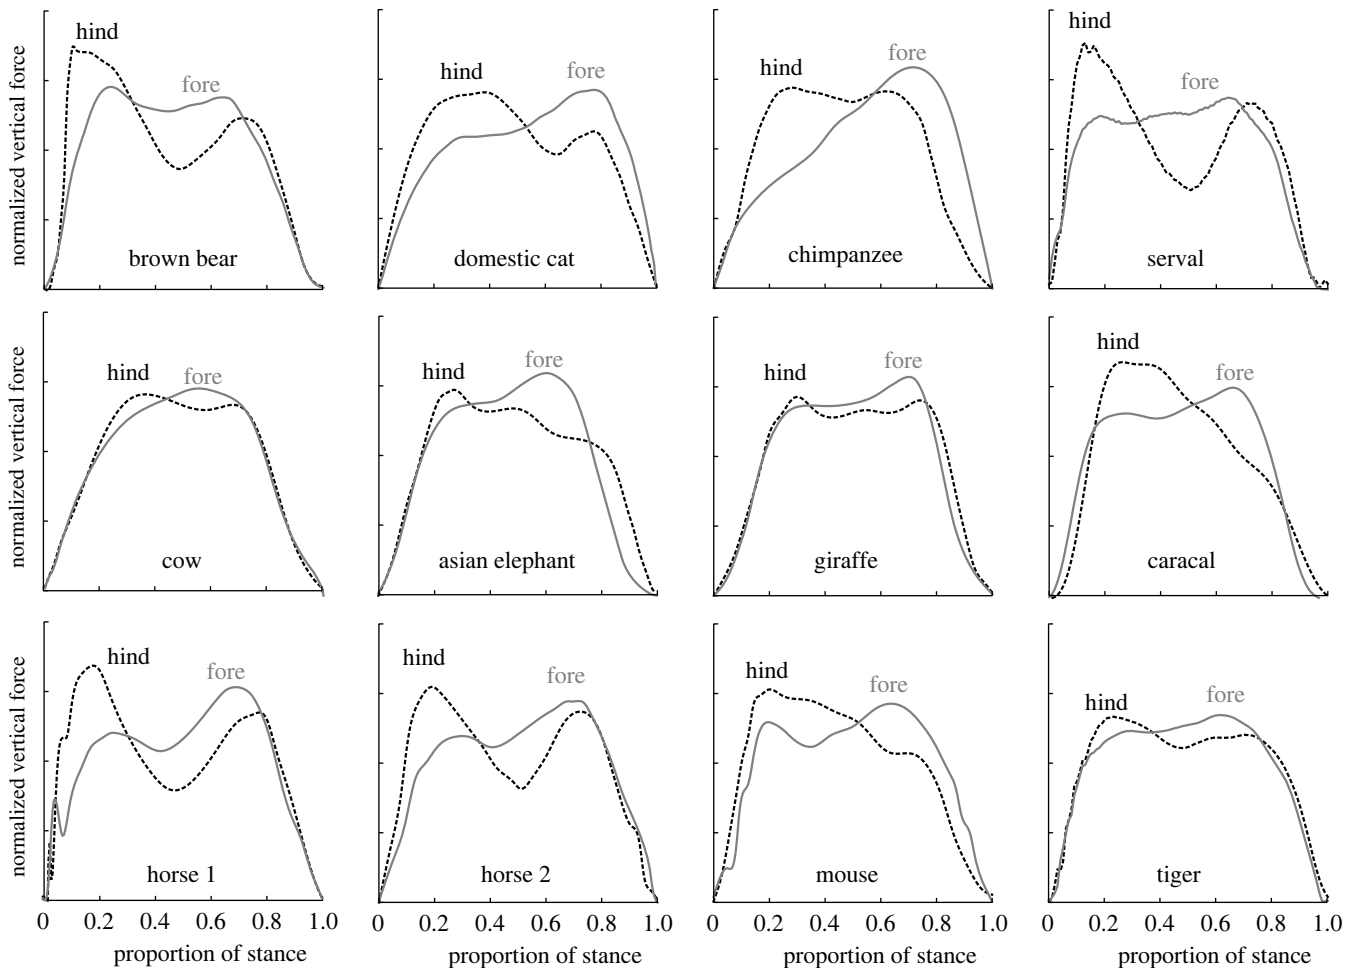 hind
fore
normalized vertical force
brown bear
hind
fore
domestic cat
hind
fore
chimpanzee
hind
fore
serval
hind
fore
normalized vertical force
cow
hind
fore
asian elephant
hind
fore
giraffe
hind
fore
caracal
hind
fore
normalized vertical force
horse 1
0 0.2 0.4 0.6 0.8 1.0
proportion of stance
hind
fore
horse 2
0 0.2 0.4 0.6 0.8 1.0
proportion of stance
hind
fore
mouse
0 0.2 0.4 0.6 0.8 1.0
proportion of stance
hind
fore
tiger
0 0.2 0.4 0.6 0.8 1.0
proportion of stance